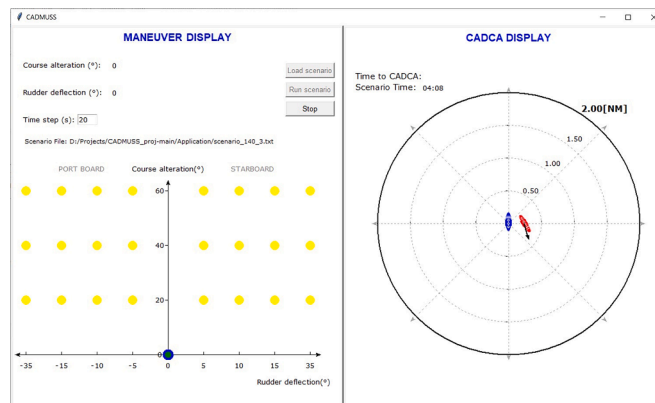 CADMUSS
MANEUVER DISPLAY
Course alteration (°): 0
Rudder deflection (°): 0
Time step (s): 20
Load scenario
Run scenario
Stop
Scenario File: D:/Projects/CADMUSS_proj-main/Application/scenario_140_3.txt
PORT BOARD Course alteration(°) STARBOARD
60
40
20
0
-35 -15 -10 -5 0 5 10 15 35
Rudder deflection(°)
CADCA DISPLAY
Time to CADCA:
Scenario Time: 04:08
2.00[NM]
1.50
1.00
0.50